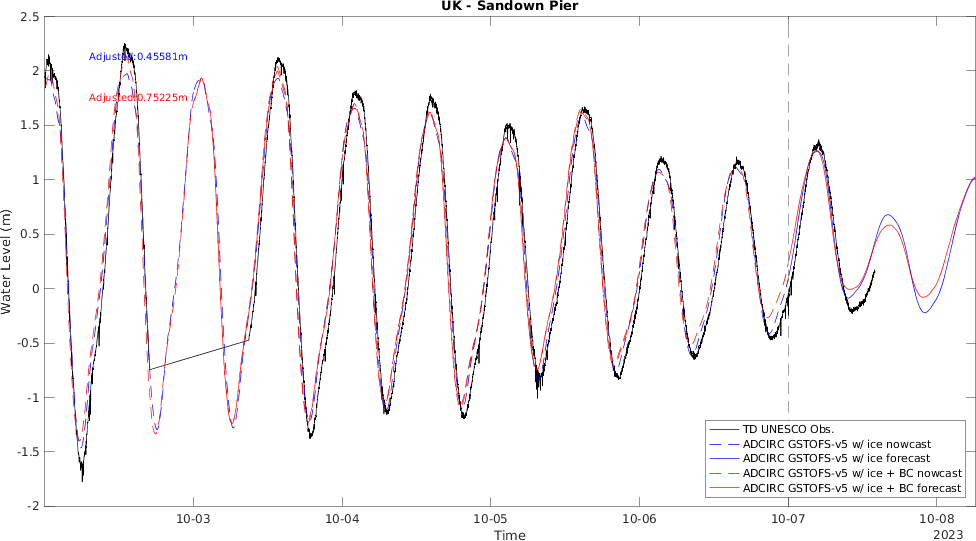 UK - Sandown Pier
Adjusted:0.45581m
Adjusted:0.75225m
Water Level (m)
2.5
2
1.5
1
0.5
0
-0.5
-1
-1.5
-2
10-03
10-04
10-05
10-06
10-07
10-08
Time
2023
TD UNESCO Obs.
ADCIRC GSTOFS-v5 w/ ice nowcast
ADCIRC GSTOFS-v5 w/ ice forecast
ADCIRC GSTOFS-v5 w/ ice + BC nowcast
ADCIRC GSTOFS-v5 w/ ice + BC forecast